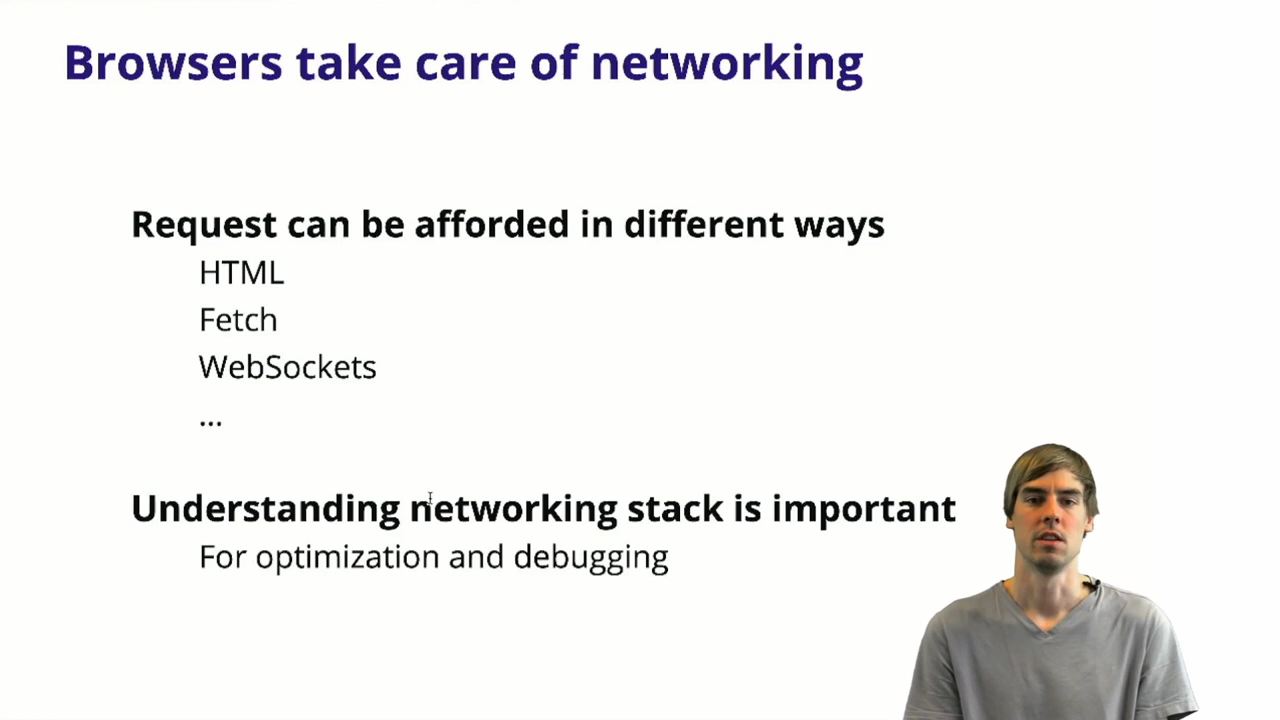 Browsers take care of networking
Request can be afforded in different ways
HTML
Fetch
WebSockets
...
Understanding networking stack is important
For optimization and debugging